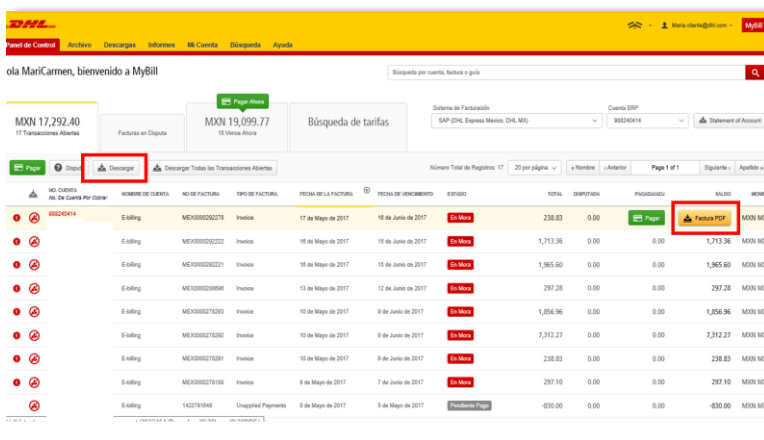 DHL
Maria.cliente@dhl.com
MyBill
Panel de Control Archivo Descargas Informes Mi Cuenta Búsqueda Ayuda
ola MariCarmen, bienvenido a MyBill
Búsqueda por cuenta, factura o guía
Pagar Ahora
MXN 17,292.40
17 Transacciones Abiertas
Facturas en Disputa
MXN 19,099.77
15 Vence Ahora
Búsqueda de tarifas
Sistema de Facturación
SAP (DHL Express Mexico, DHL MX)
Cuenta ERP
988240414
Statement of Account
Pagar Disputa Descargar Descargar Todas las Transacciones Abiertas Número Total de Registros: 17 20 por página « Nombre ‹ Anterior Page 1 of 1 Siguiente › Apellido »
NO. CUENTA
No. De Cuenta Por Cobrar
NOMBRE DE CUENTA NO DE FACTURA TIPO DE FACTURA FECHA DE LA FACTURA FECHA DE VENCIMIENTO ESTADO TOTAL DISPUTADA PAGADA/ADJ SALDO MONE
988240414 E-billing MEX0000292278 Invoice 17 de Mayo de 2017 16 de Junio de 2017 En Mora 238.83 0.00 Pagar Factura PDF MXN M
E-billing MEX0000292222 Invoice 16 de Mayo de 2017 15 de Junio de 2017 En Mora 1,713.36 0.00 0.00 1,713.36 MXN M
E-billing MEX0000292221 Invoice 16 de Mayo de 2017 15 de Junio de 2017 En Mora 1,965.60 0.00 0.00 1,965.60 MXN M
E-billing Invoice 13 de Mayo de 2017 12 de Junio de 2017 En Mora 297.28 0.00 0.00 297.28 MXN M
E-billing MEX0000278293 Invoice 10 de Mayo de 2017 9 de Junio de 2017 En Mora 1,856.96 0.00 0.00 1,856.96 MXN M
E-billing MEX0000278292 Invoice 10 de Mayo de 2017 9 de Junio de 2017 En Mora 7,312.27 0.00 0.00 7,312.27 MXN M
E-billing MEX0000278291 Invoice 10 de Mayo de 2017 9 de Junio de 2017 En Mora 238.83 0.00 0.00 238.83 MXN M
E-billing MEX0000278188 Invoice 8 de Mayo de 2017 7 de Junio de 2017 En Mora 297.10 0.00 0.00 297.10 MXN M
E-billing 1422781848 Unapplied Payments 5 de Mayo de 2017 5 de Mayo de 2017 Pendiente Pago -830.00 0.00 0.00 -830.00 MXN M